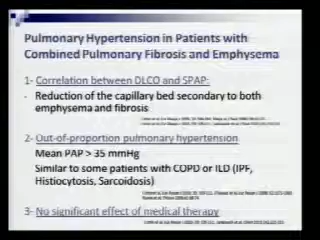 Pulmonary Hypertension in Patients with
Combined Pulmonary Fibrosis and Emphysema
1- Correlation between DLCO and SPAP:
- Reduction of the capillary bed secondary to both
emphysema and fibrosis
2- Out-of-proportion pulmonary hypertension
Mean PAP > 35 mmHg
Similar to some patients with COPD or ILD (IPF,
Histiocytosis, Sarcoidosis)
3- No significant effect of medical therapy